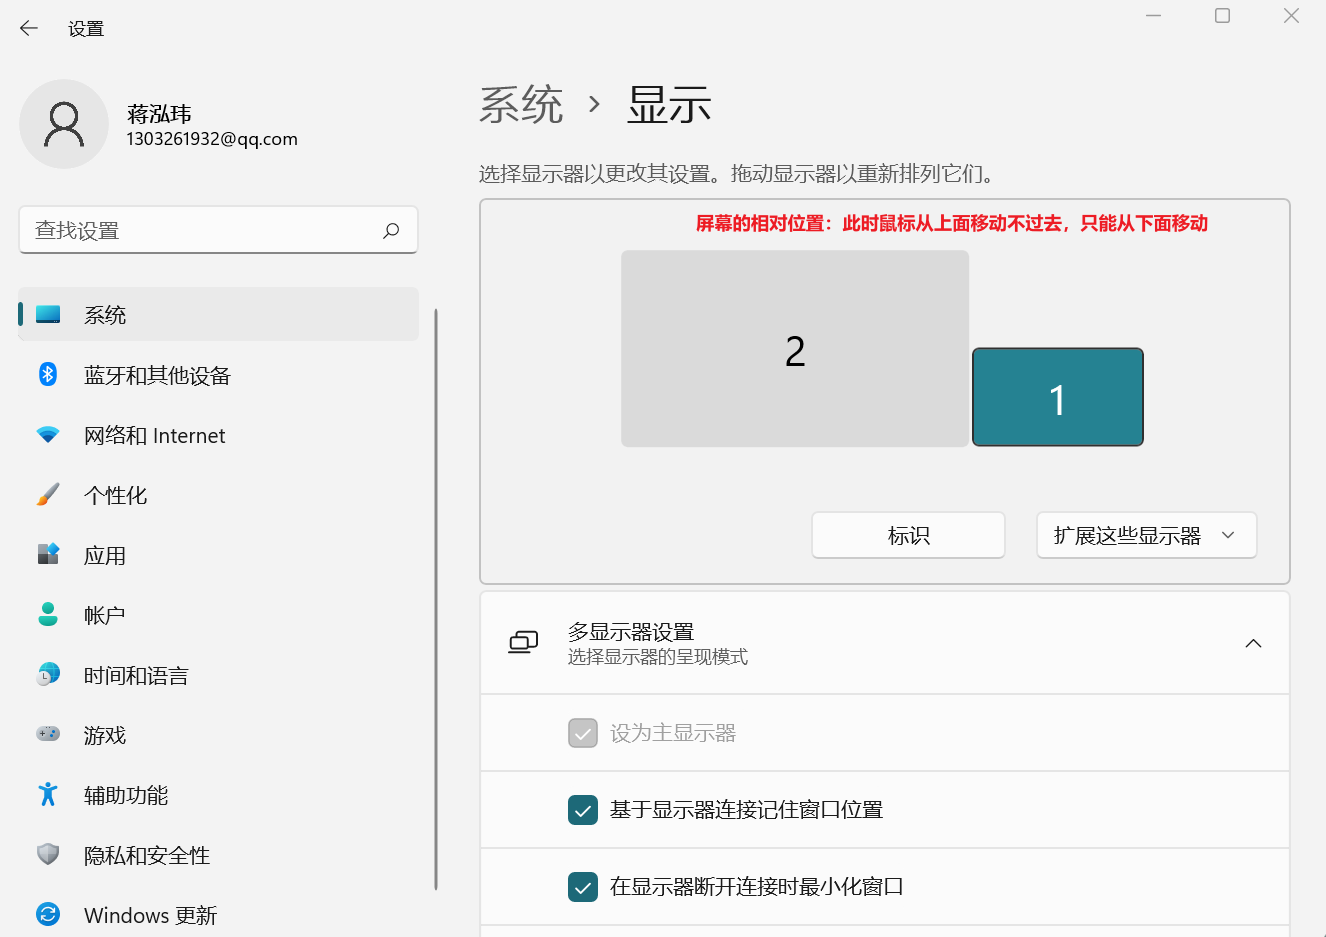 设置
蒋泓玮
1303261932@qq.com
查找设置
系统
蓝牙和其他设备
网络和 Internet
个性化
应用
帐户
时间和语言
游戏
辅助功能
隐私和安全性
Windows 更新
系统 › 显示
选择显示器以更改其设置。拖动显示器以重新排列它们。
屏幕的相对位置：此时鼠标从上面移动不过去，只能从下面移动
2
1
标识
扩展这些显示器
多显示器设置
选择显示器的呈现模式
设为主显示器
基于显示器连接记住窗口位置
在显示器断开连接时最小化窗口